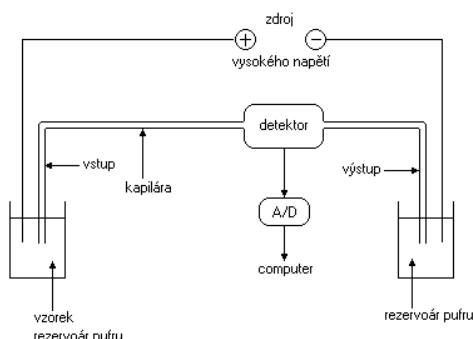 zdroj
+ −
vysokého napětí
detektor
vstup
kapilára
výstup
A/D
computer
vzorek
rezervoár pufru
rezervoár pufru